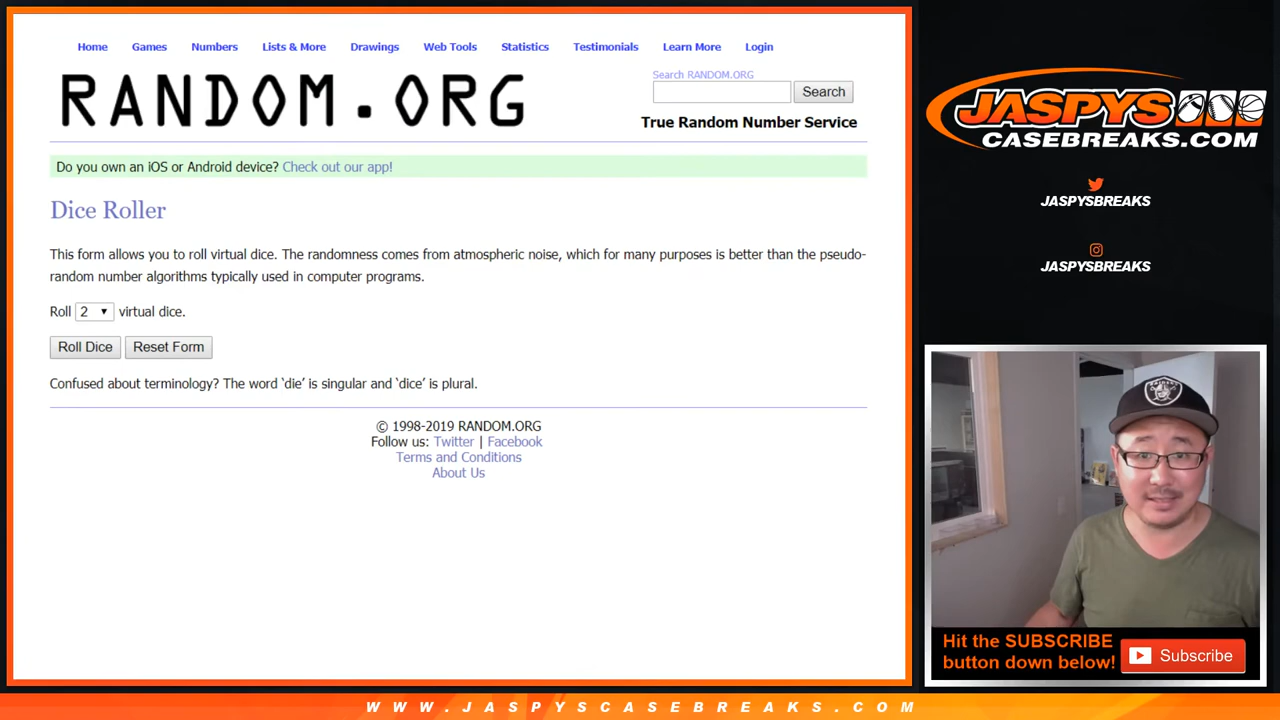 Home Games Numbers Lists & More Drawings Web Tools Statistics Testimonials Learn More Login
RANDOM.ORG
Search RANDOM.ORG
Search
True Random Number Service
Do you own an iOS or Android device? Check out our app!
Dice Roller
This form allows you to roll virtual dice. The randomness comes from atmospheric noise, which for many purposes is better than the pseudo-
random number algorithms typically used in computer programs.
Roll 2 virtual dice.
Roll Dice Reset Form
Confused about terminology? The word ‘die’ is singular and ‘dice’ is plural.
© 1998-2019 RANDOM.ORG
Follow us: Twitter | Facebook
Terms and Conditions
About Us
JASPYS
CASEBREAKS.COM
JASPYSBREAKS
JASPYSBREAKS
RAIDERS
Hit the SUBSCRIBE
button down below!
Subscribe
WWW.JASPYSCASEBREAKS.COM